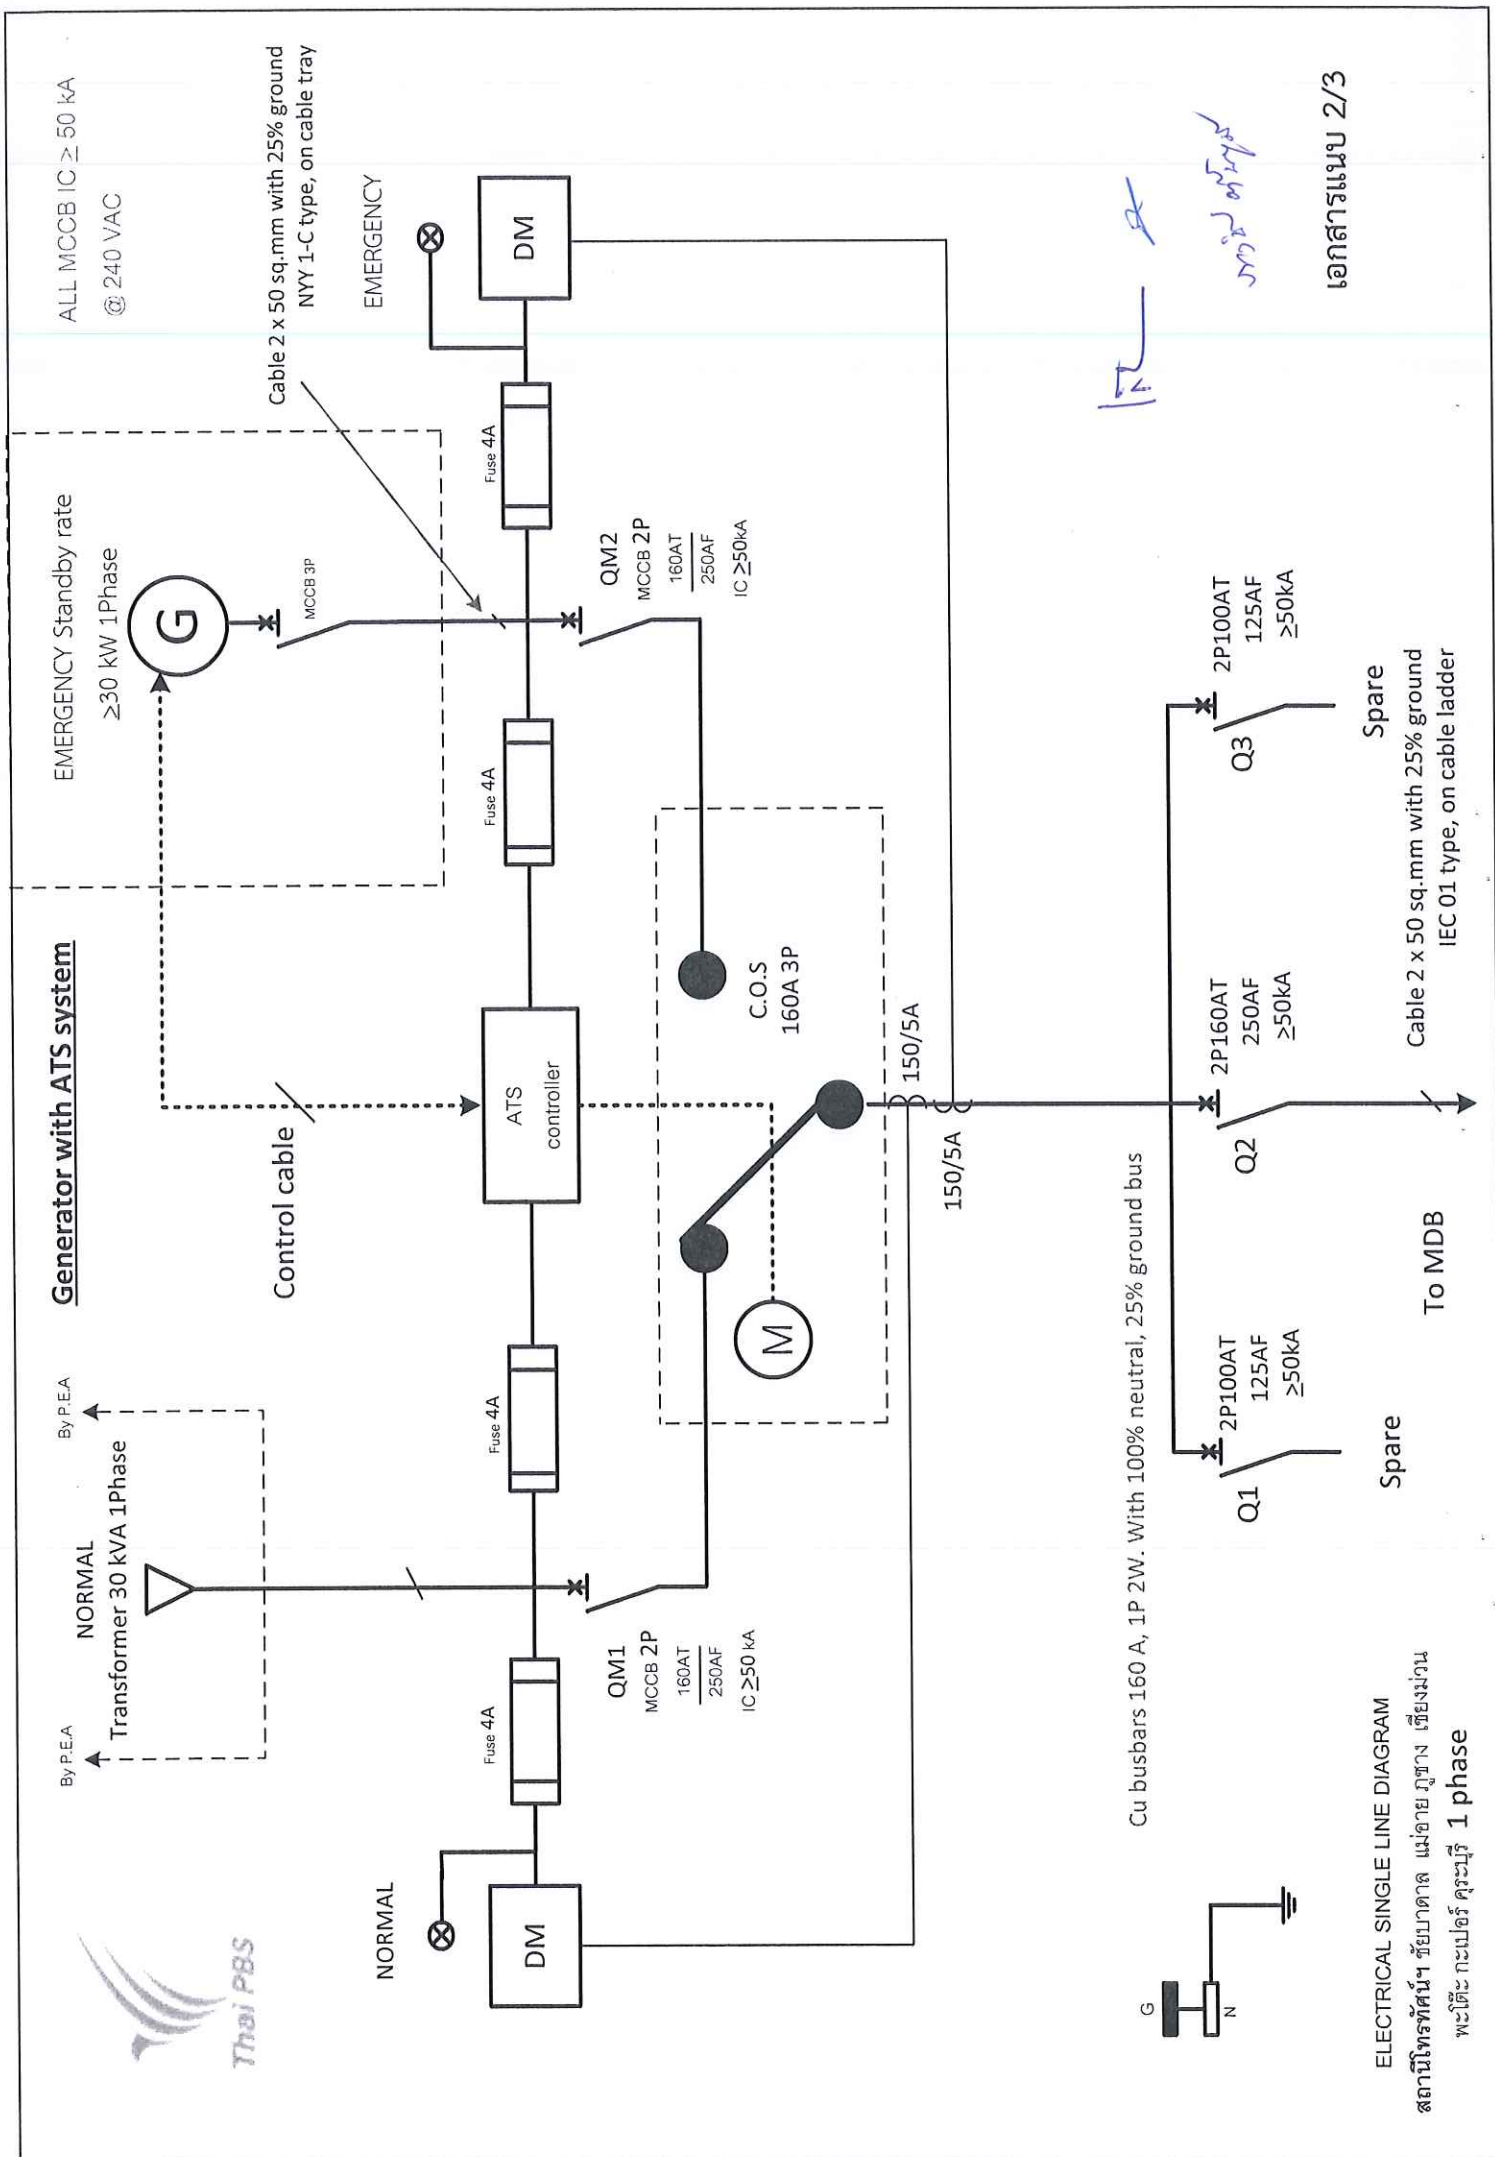 Thai PBS
Generator with ATS system
ALL MCCB IC ≥ 50 kA
@ 240 VAC
By P.E.A
By P.E.A
NORMAL
Transformer 30 kVA 1Phase
EMERGENCY Standby rate
≥30 kW 1Phase
G
MCCB 3P
Control cable
Cable 2 x 50 sq.mm with 25% ground
NYY 1-C type, on cable tray
NORMAL
EMERGENCY
DM
Fuse 4A
Fuse 4A
ATS
controller
Fuse 4A
Fuse 4A
DM
QM1
MCCB 2P
160AT
250AF
IC ≥50 kA
QM2
MCCB 2P
160AT
250AF
IC ≥50kA
M
C.O.S
160A 3P
150/5A
150/5A
Cu busbars 160 A, 1P 2W. With 100% neutral, 25% ground bus
Q1
2P100AT
125AF
≥50kA
Spare
Q2
2P160AT
250AF
≥50kA
To MDB
Q3
2P100AT
125AF
≥50kA
Spare
Cable 2 x 50 sq.mm with 25% ground
IEC 01 type, on cable ladder
G
N
ELECTRICAL SINGLE LINE DIAGRAM
สถานีโทรทัศน์ฯ ชัยบาดาล แม่อาย ภูซาง เชียงม่วน
พะโต๊ะ กะเปอร์ คุระบุรี 1 phase
เอกสารแนบ 2/3